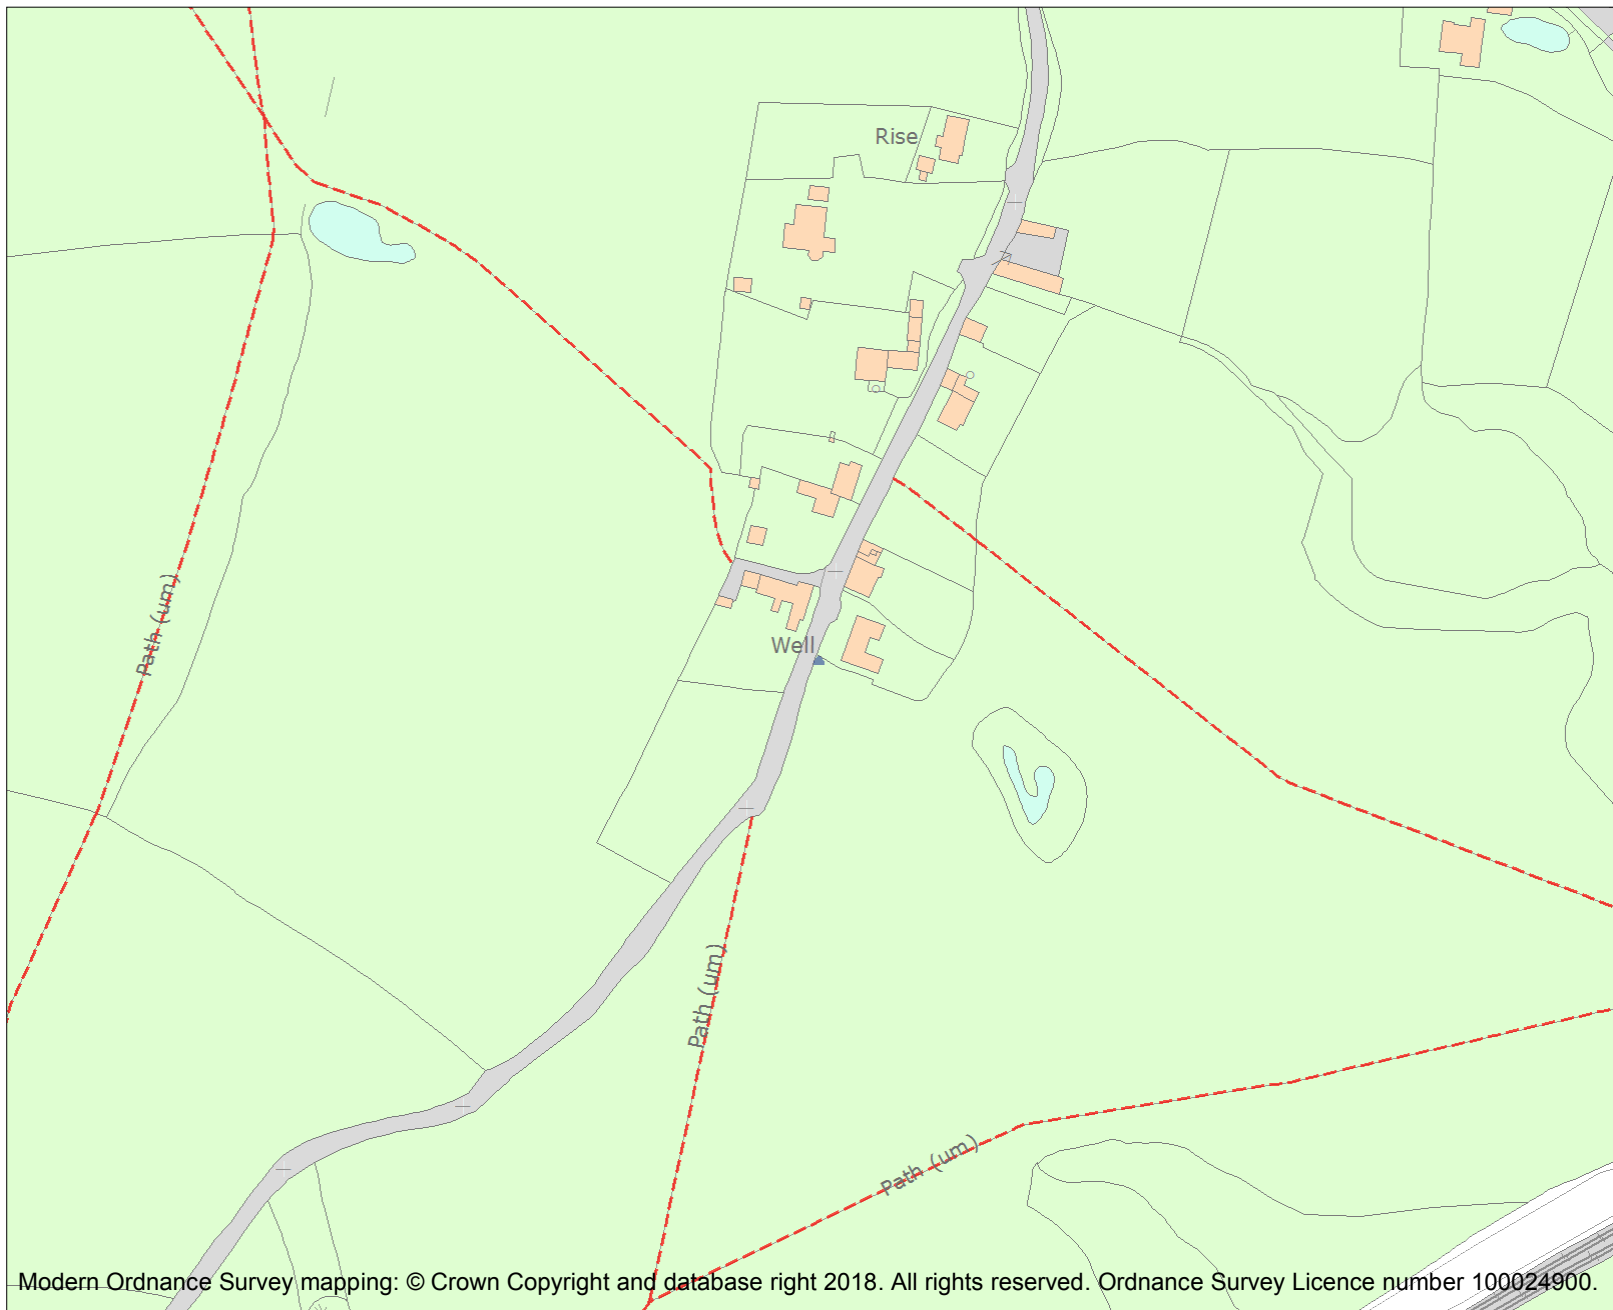 Rise
Path (um)
Well
Path (um)
Path (um)
Modern Ordnance Survey mapping: © Crown Copyright and database right 2018. All rights reserved. Ordnance Survey Licence number 100024900.